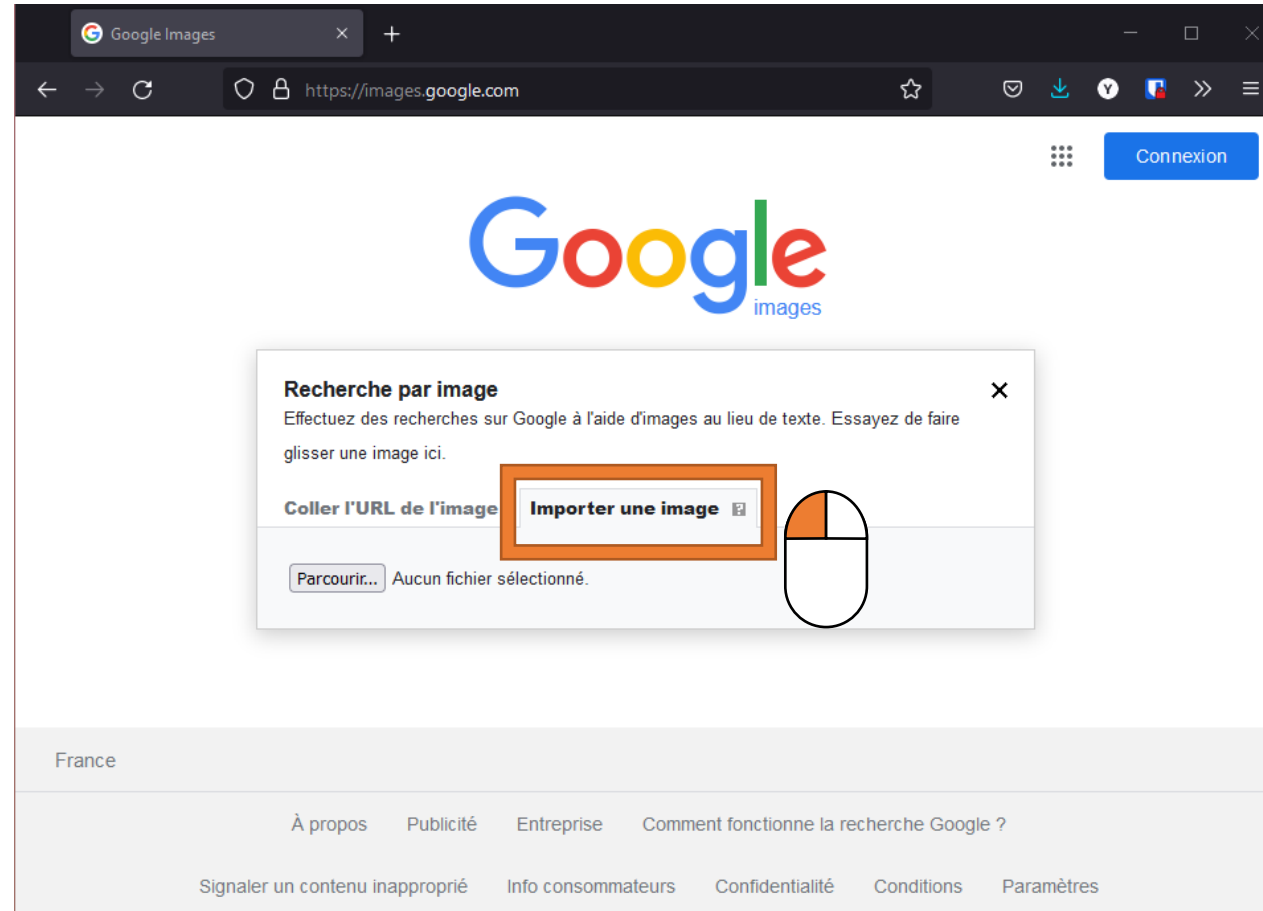 Google Images
https://images.google.com
Y
Connexion
Google
images
Recherche par image
Effectuez des recherches sur Google à l'aide d'images au lieu de texte. Essayez de faire
glisser une image ici.
Coller l'URL de l'image Importer une image ?
Parcourir... Aucun fichier sélectionné.
France
À propos Publicité Entreprise Comment fonctionne la recherche Google ?
Signaler un contenu inapproprié Info consommateurs Confidentialité Conditions Paramètres